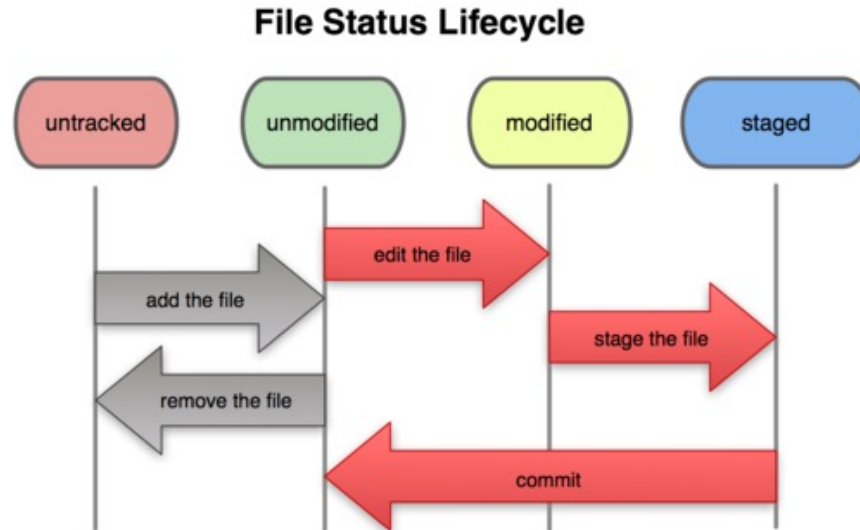 File Status Lifecycle
untracked
unmodified
modified
staged
edit the file
add the file
stage the file
remove the file
commit